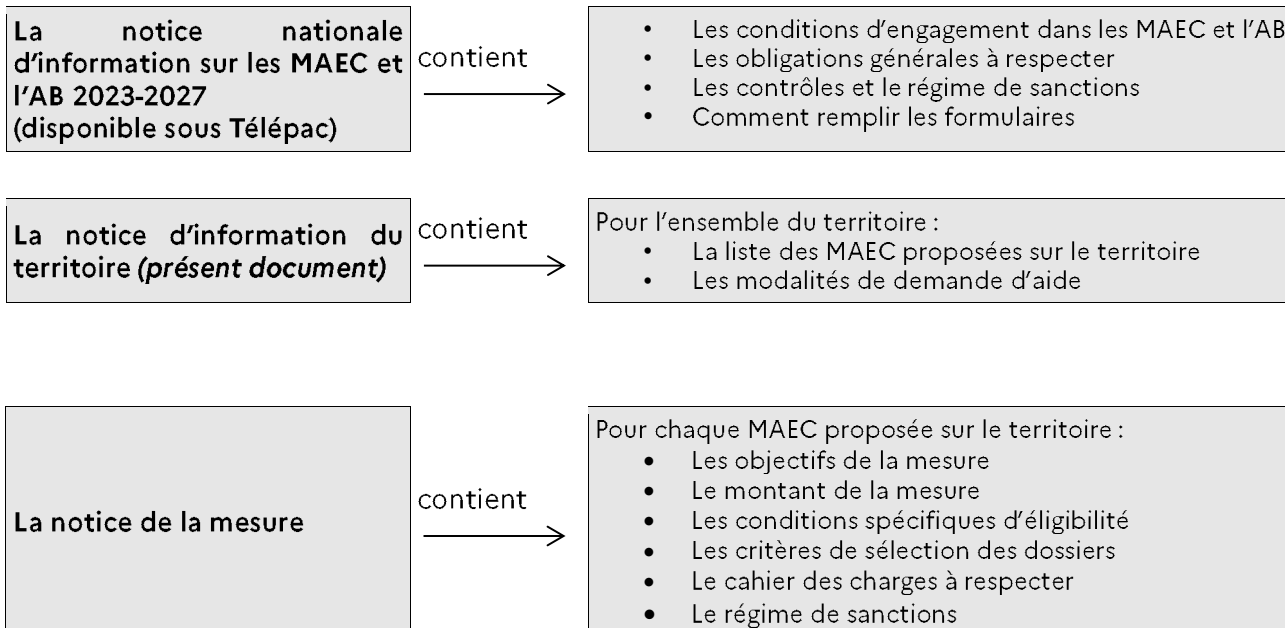 La notice nationale
d'information sur les MAEC et
l'AB 2023-2027
(disponible sous Télépac)
contient
• Les conditions d'engagement dans les MAEC et l'AB
• Les obligations générales à respecter
• Les contrôles et le régime de sanctions
• Comment remplir les formulaires
La notice d'information du
territoire (présent document)
contient
Pour l'ensemble du territoire :
• La liste des MAEC proposées sur le territoire
• Les modalités de demande d'aide
La notice de la mesure
contient
Pour chaque MAEC proposée sur le territoire :
• Les objectifs de la mesure
• Le montant de la mesure
• Les conditions spécifiques d'éligibilité
• Les critères de sélection des dossiers
• Le cahier des charges à respecter
• Le régime de sanctions